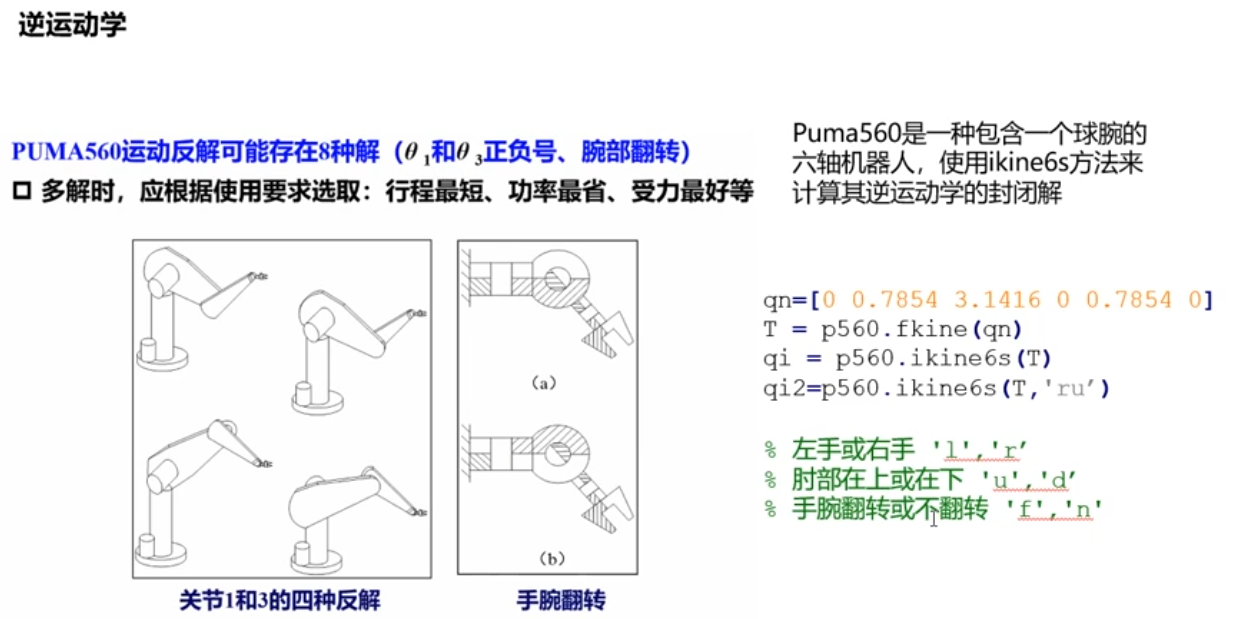 逆运动学
PUMA560运动反解可能存在8种解（θ1和θ3正负号、腕部翻转）
口 多解时，应根据使用要求选取：行程最短、功率最省、受力最好等
（a）
（b）
关节1和3的四种反解
手腕翻转
Puma560是一种包含一个球腕的
六轴机器人，使用ikine6s方法来
计算其逆运动学的封闭解
qn=[0 0.7854 3.1416 0 0.7854 0]
T = p560.fkine(qn)
qi = p560.ikine6s(T)
qi2=p560.ikine6s(T,'ru’)
% 左手或右手 'l','r’
% 肘部在上或在下 'u','d’
% 手腕翻转或不翻转 'f','n'